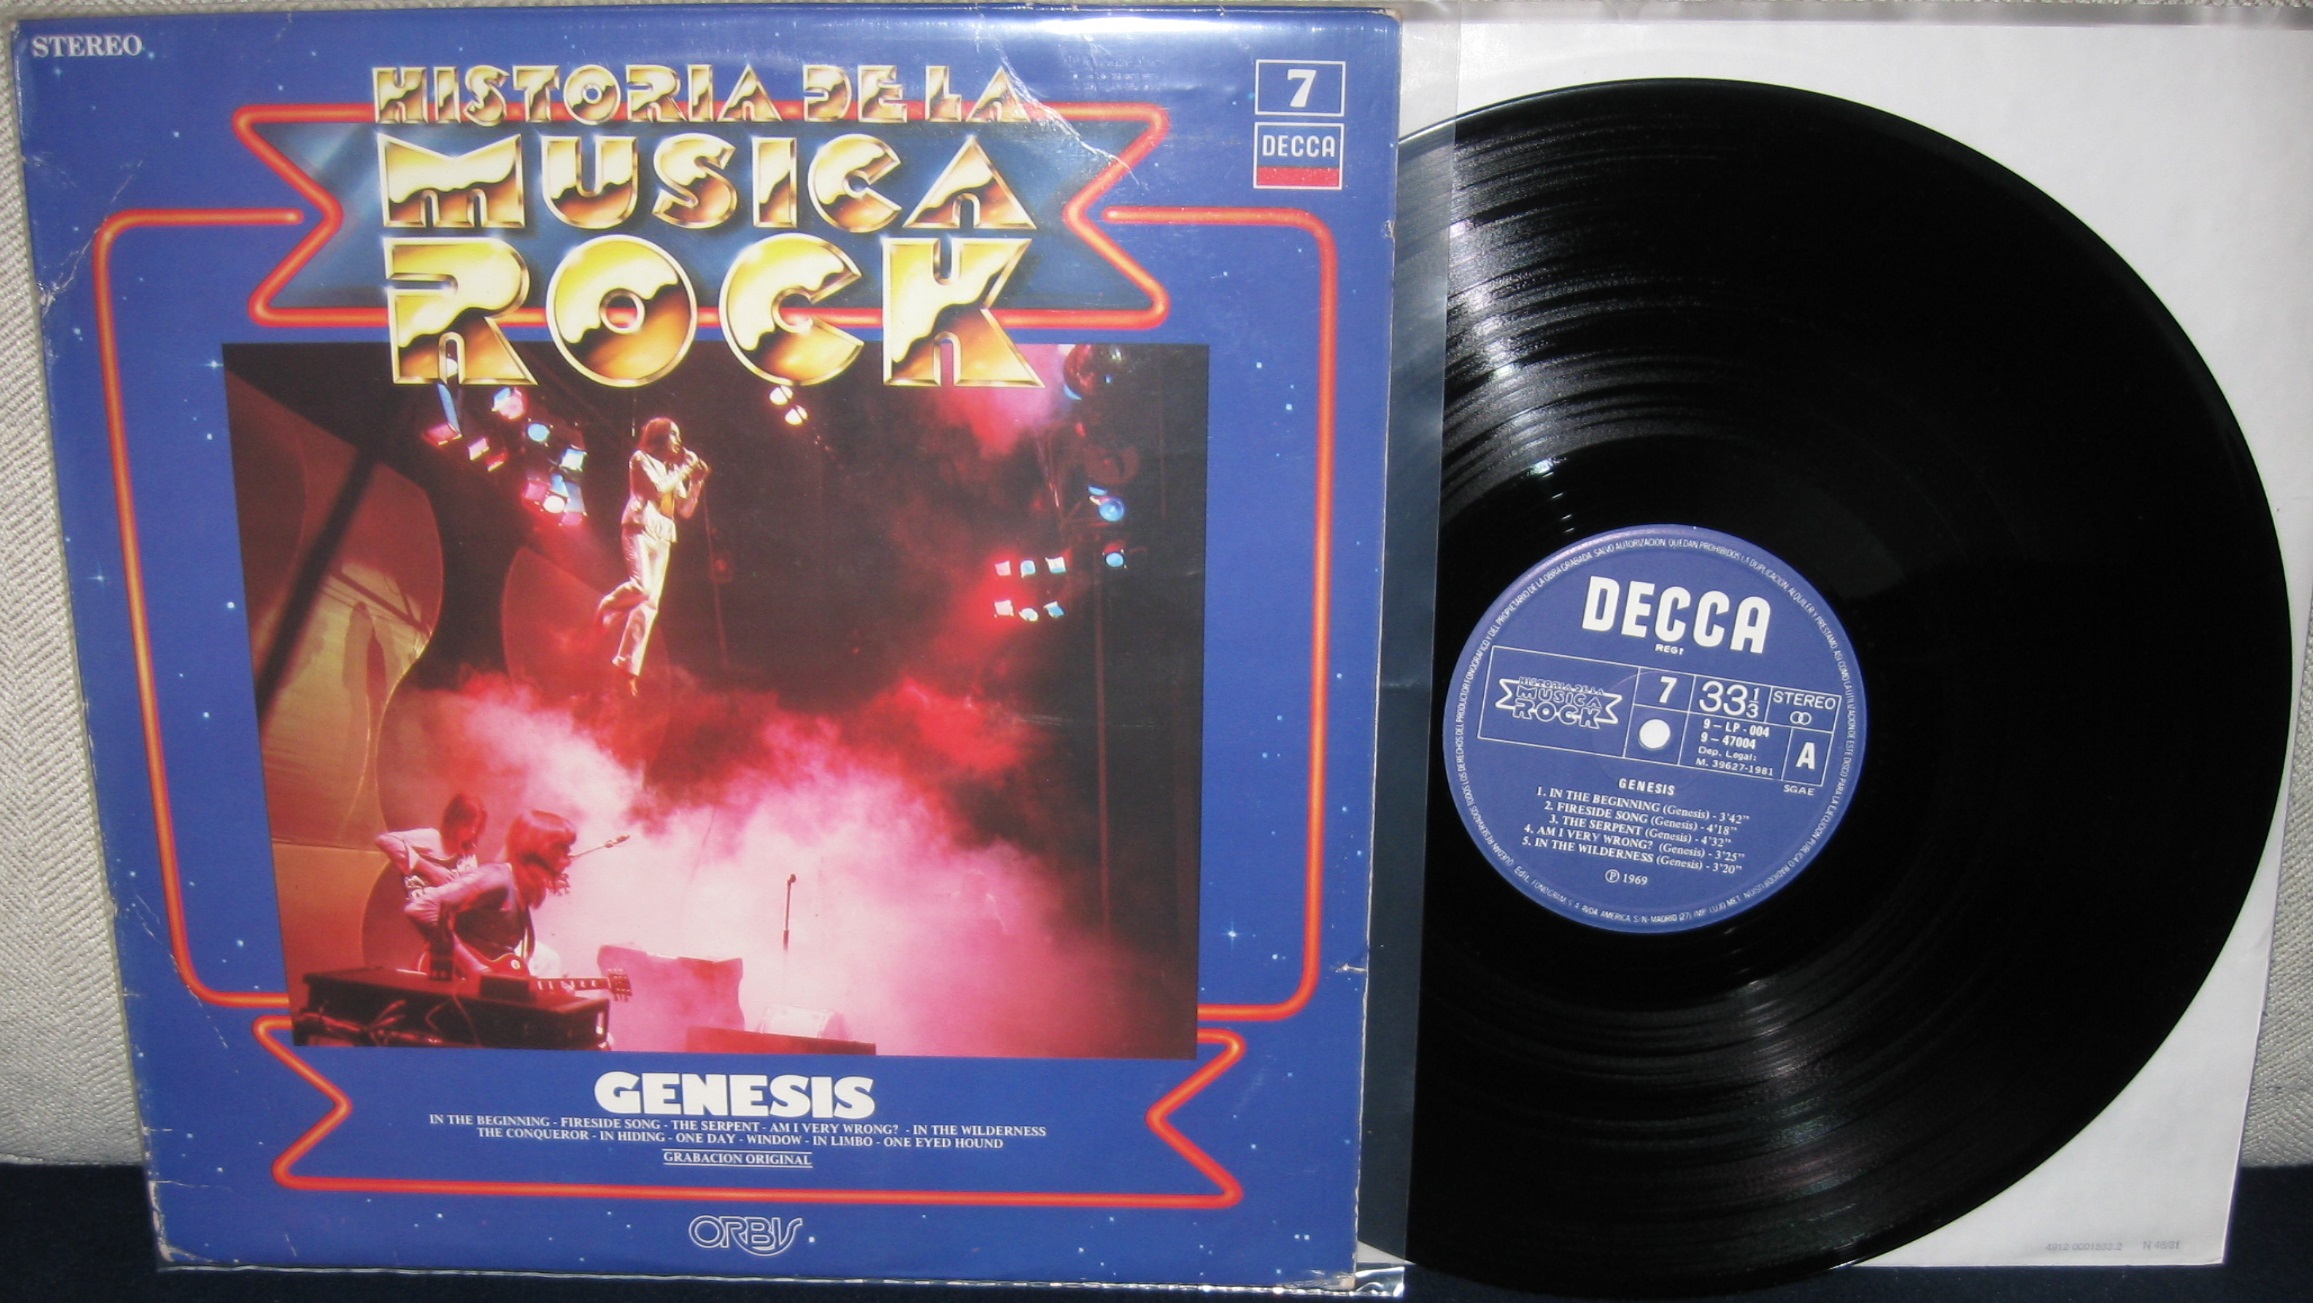 STEREO
HISTORIA DE LA
MUSICA
ROCK
7
DECCA
GENESIS
IN THE BEGINNING - FIRESIDE SONG - THE SERPENT - AM I VERY WRONG? - IN THE WILDERNESS
THE CONQUEROR - IN HIDING - ONE DAY - WINDOW - IN LIMBO - ONE EYED HOUND
GRABACION ORIGINAL
ORBIS
DECCA
REG?
HISTORIA DE LA
MUSICA
ROCK
7
33 1/3
STEREO
9 - LP - 004
9 - 47004
Dep. Legal:
M. 39627-1981
A
SGAE
GENESIS
1. IN THE BEGINNING (Genesis) - 3'42"
2. FIRESIDE SONG (Genesis) - 4'18"
3. THE SERPENT (Genesis) - 4'32"
4. AM I VERY WRONG? (Genesis) - 3'25"
5. IN THE WILDERNESS (Genesis) - 3'20"
Ⓟ 1969